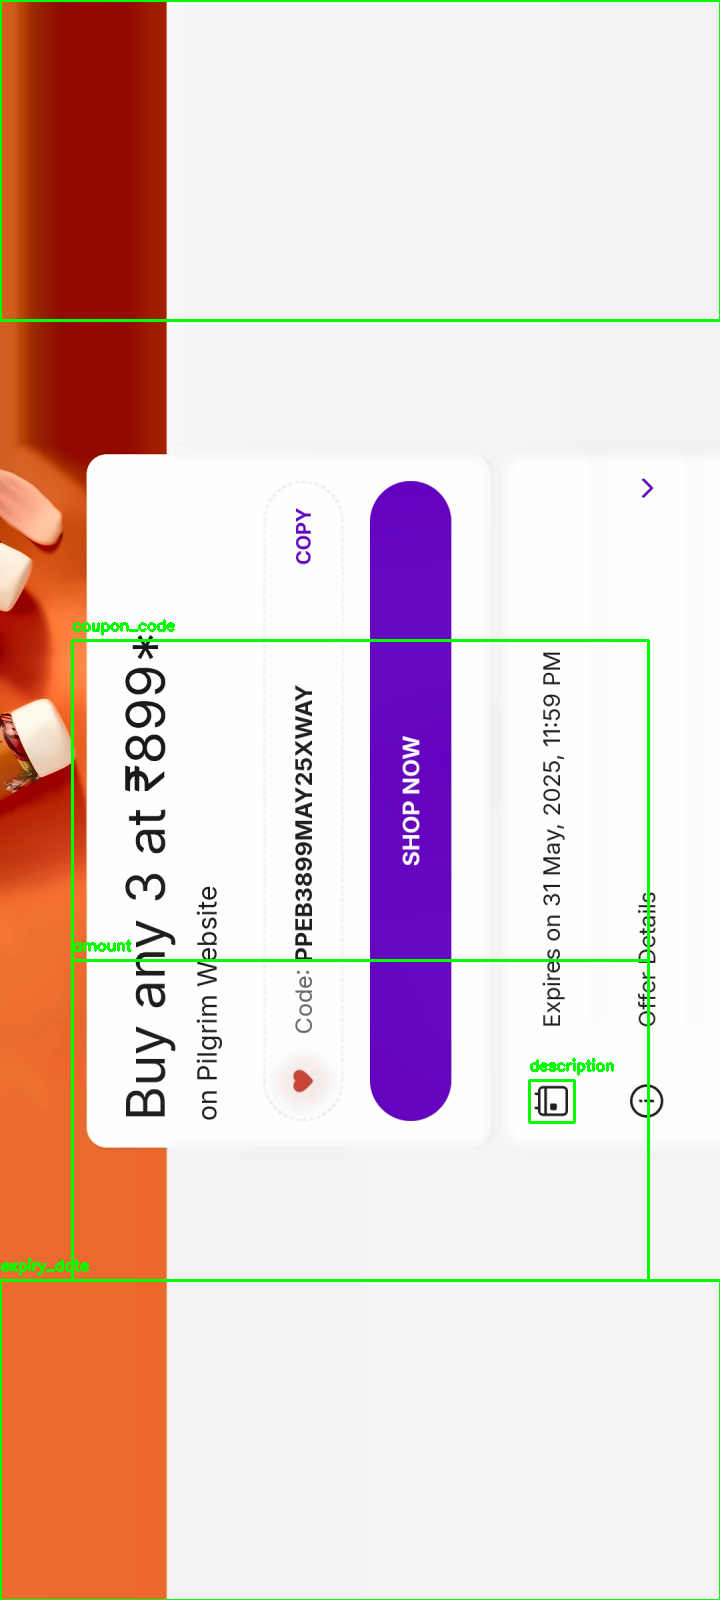 Buy any 3 at ₹899*
on Pilgrim Website
Code: PPEB3899MAY25XWAY
COPY
SHOP NOW
Expires on 31 May, 2025, 11:59 PM
Offer Details
coupon_code
amount
description
expiry_date